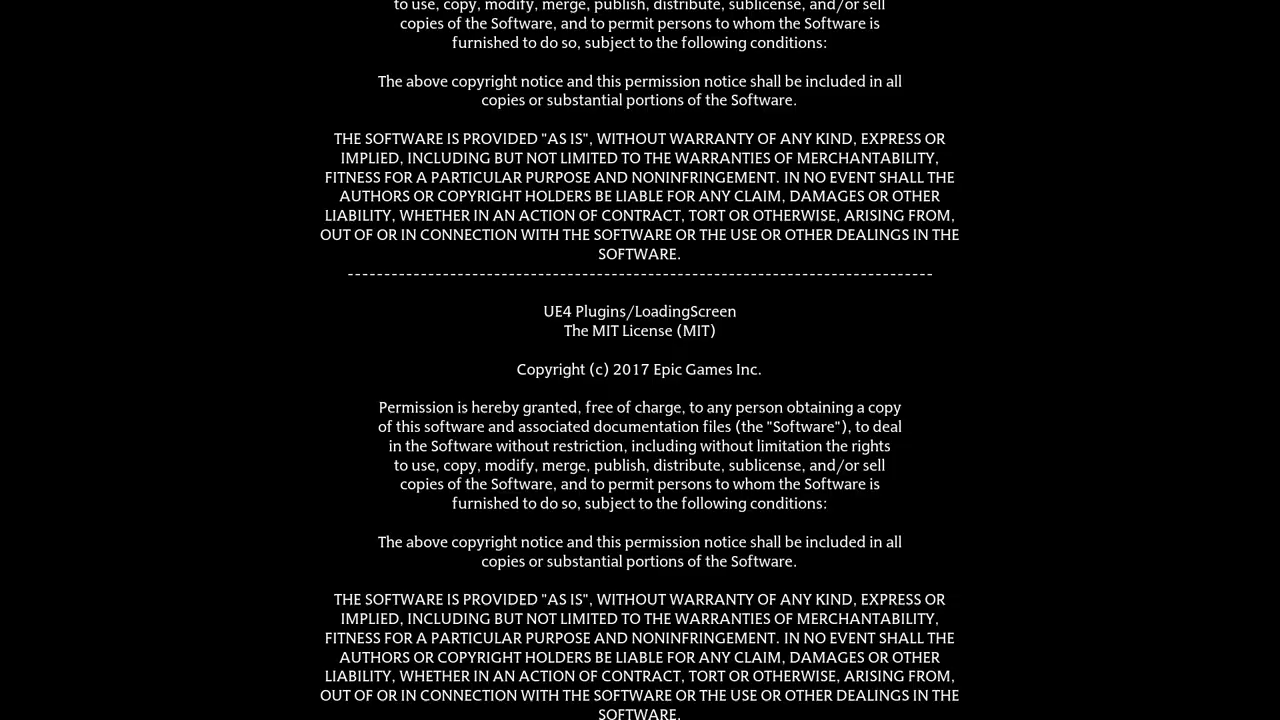 to use, copy, modify, merge, publish, distribute, sublicense, and/or sell
copies of the Software, and to permit persons to whom the Software is
furnished to do so, subject to the following conditions:
The above copyright notice and this permission notice shall be included in all
copies or substantial portions of the Software.
THE SOFTWARE IS PROVIDED "AS IS", WITHOUT WARRANTY OF ANY KIND, EXPRESS OR
IMPLIED, INCLUDING BUT NOT LIMITED TO THE WARRANTIES OF MERCHANTABILITY,
FITNESS FOR A PARTICULAR PURPOSE AND NONINFRINGEMENT. IN NO EVENT SHALL THE
AUTHORS OR COPYRIGHT HOLDERS BE LIABLE FOR ANY CLAIM, DAMAGES OR OTHER
LIABILITY, WHETHER IN AN ACTION OF CONTRACT, TORT OR OTHERWISE, ARISING FROM,
OUT OF OR IN CONNECTION WITH THE SOFTWARE OR THE USE OR OTHER DEALINGS IN THE
SOFTWARE.
--------------------------------------------------------------------------------
UE4 Plugins/LoadingScreen
The MIT License (MIT)
Copyright (c) 2017 Epic Games Inc.
Permission is hereby granted, free of charge, to any person obtaining a copy
of this software and associated documentation files (the "Software"), to deal
in the Software without restriction, including without limitation the rights
to use, copy, modify, merge, publish, distribute, sublicense, and/or sell
copies of the Software, and to permit persons to whom the Software is
furnished to do so, subject to the following conditions:
The above copyright notice and this permission notice shall be included in all
copies or substantial portions of the Software.
THE SOFTWARE IS PROVIDED "AS IS", WITHOUT WARRANTY OF ANY KIND, EXPRESS OR
IMPLIED, INCLUDING BUT NOT LIMITED TO THE WARRANTIES OF MERCHANTABILITY,
FITNESS FOR A PARTICULAR PURPOSE AND NONINFRINGEMENT. IN NO EVENT SHALL THE
AUTHORS OR COPYRIGHT HOLDERS BE LIABLE FOR ANY CLAIM, DAMAGES OR OTHER
LIABILITY, WHETHER IN AN ACTION OF CONTRACT, TORT OR OTHERWISE, ARISING FROM,
OUT OF OR IN CONNECTION WITH THE SOFTWARE OR THE USE OR OTHER DEALINGS IN THE
SOFTWARE.